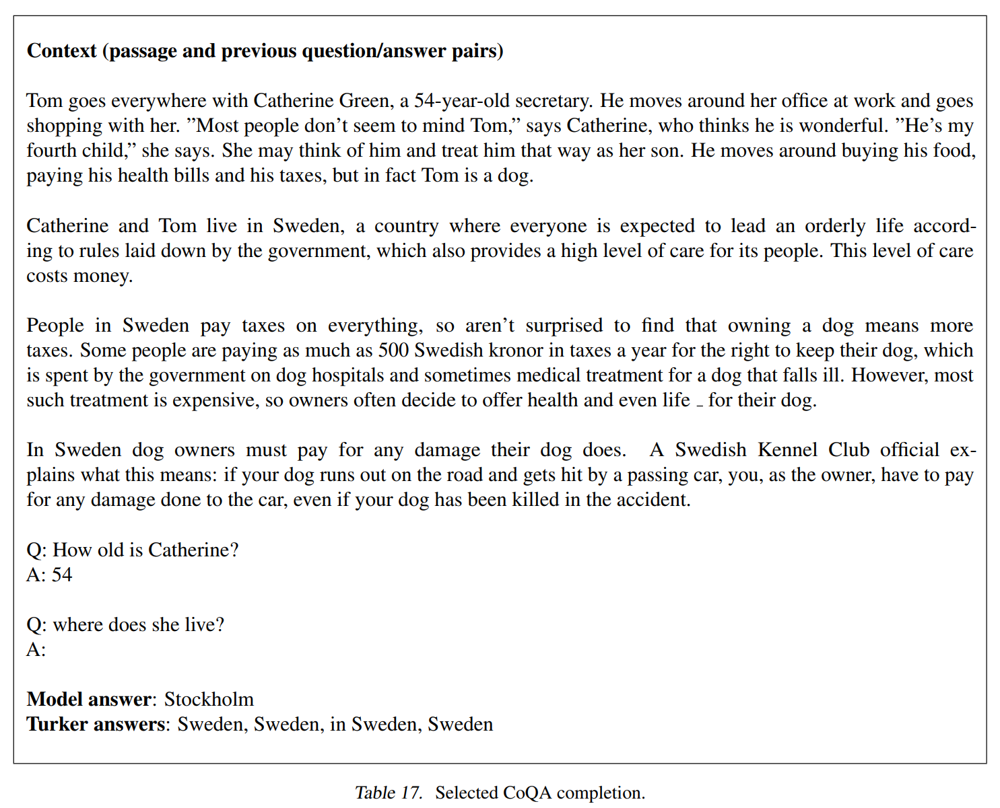 Context (passage and previous question/answer pairs)
Tom goes everywhere with Catherine Green, a 54-year-old secretary. He moves around her office at work and goes
shopping with her. ”Most people don’t seem to mind Tom,” says Catherine, who thinks he is wonderful. ”He’s my
fourth child,” she says. She may think of him and treat him that way as her son. He moves around buying his food,
paying his health bills and his taxes, but in fact Tom is a dog.
Catherine and Tom live in Sweden, a country where everyone is expected to lead an orderly life accord-
ing to rules laid down by the government, which also provides a high level of care for its people. This level of care
costs money.
People in Sweden pay taxes on everything, so aren’t surprised to find that owning a dog means more
taxes. Some people are paying as much as 500 Swedish kronor in taxes a year for the right to keep their dog, which
is spent by the government on dog hospitals and sometimes medical treatment for a dog that falls ill. However, most
such treatment is expensive, so owners often decide to offer health and even life _ for their dog.
In Sweden dog owners must pay for any damage their dog does. A Swedish Kennel Club official ex-
plains what this means: if your dog runs out on the road and gets hit by a passing car, you, as the owner, have to pay
for any damage done to the car, even if your dog has been killed in the accident.
Q: How old is Catherine?
A: 54
Q: where does she live?
A:
Model answer: Stockholm
Turker answers: Sweden, Sweden, in Sweden, Sweden
Table 17. Selected CoQA completion.